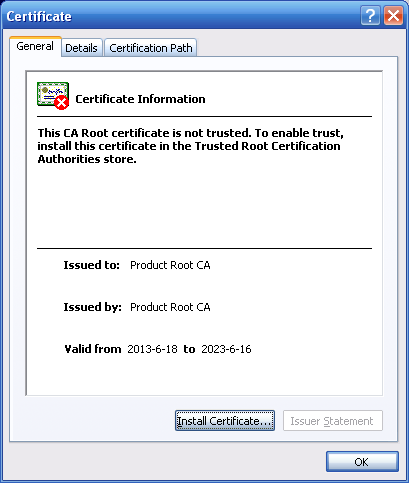 Certificate
General Details Certification Path
Certificate Information
This CA Root certificate is not trusted. To enable trust,
install this certificate in the Trusted Root Certification
Authorities store.
Issued to: Product Root CA
Issued by: Product Root CA
Valid from 2013-6-18 to 2023-6-16
Install Certificate... Issuer Statement
OK